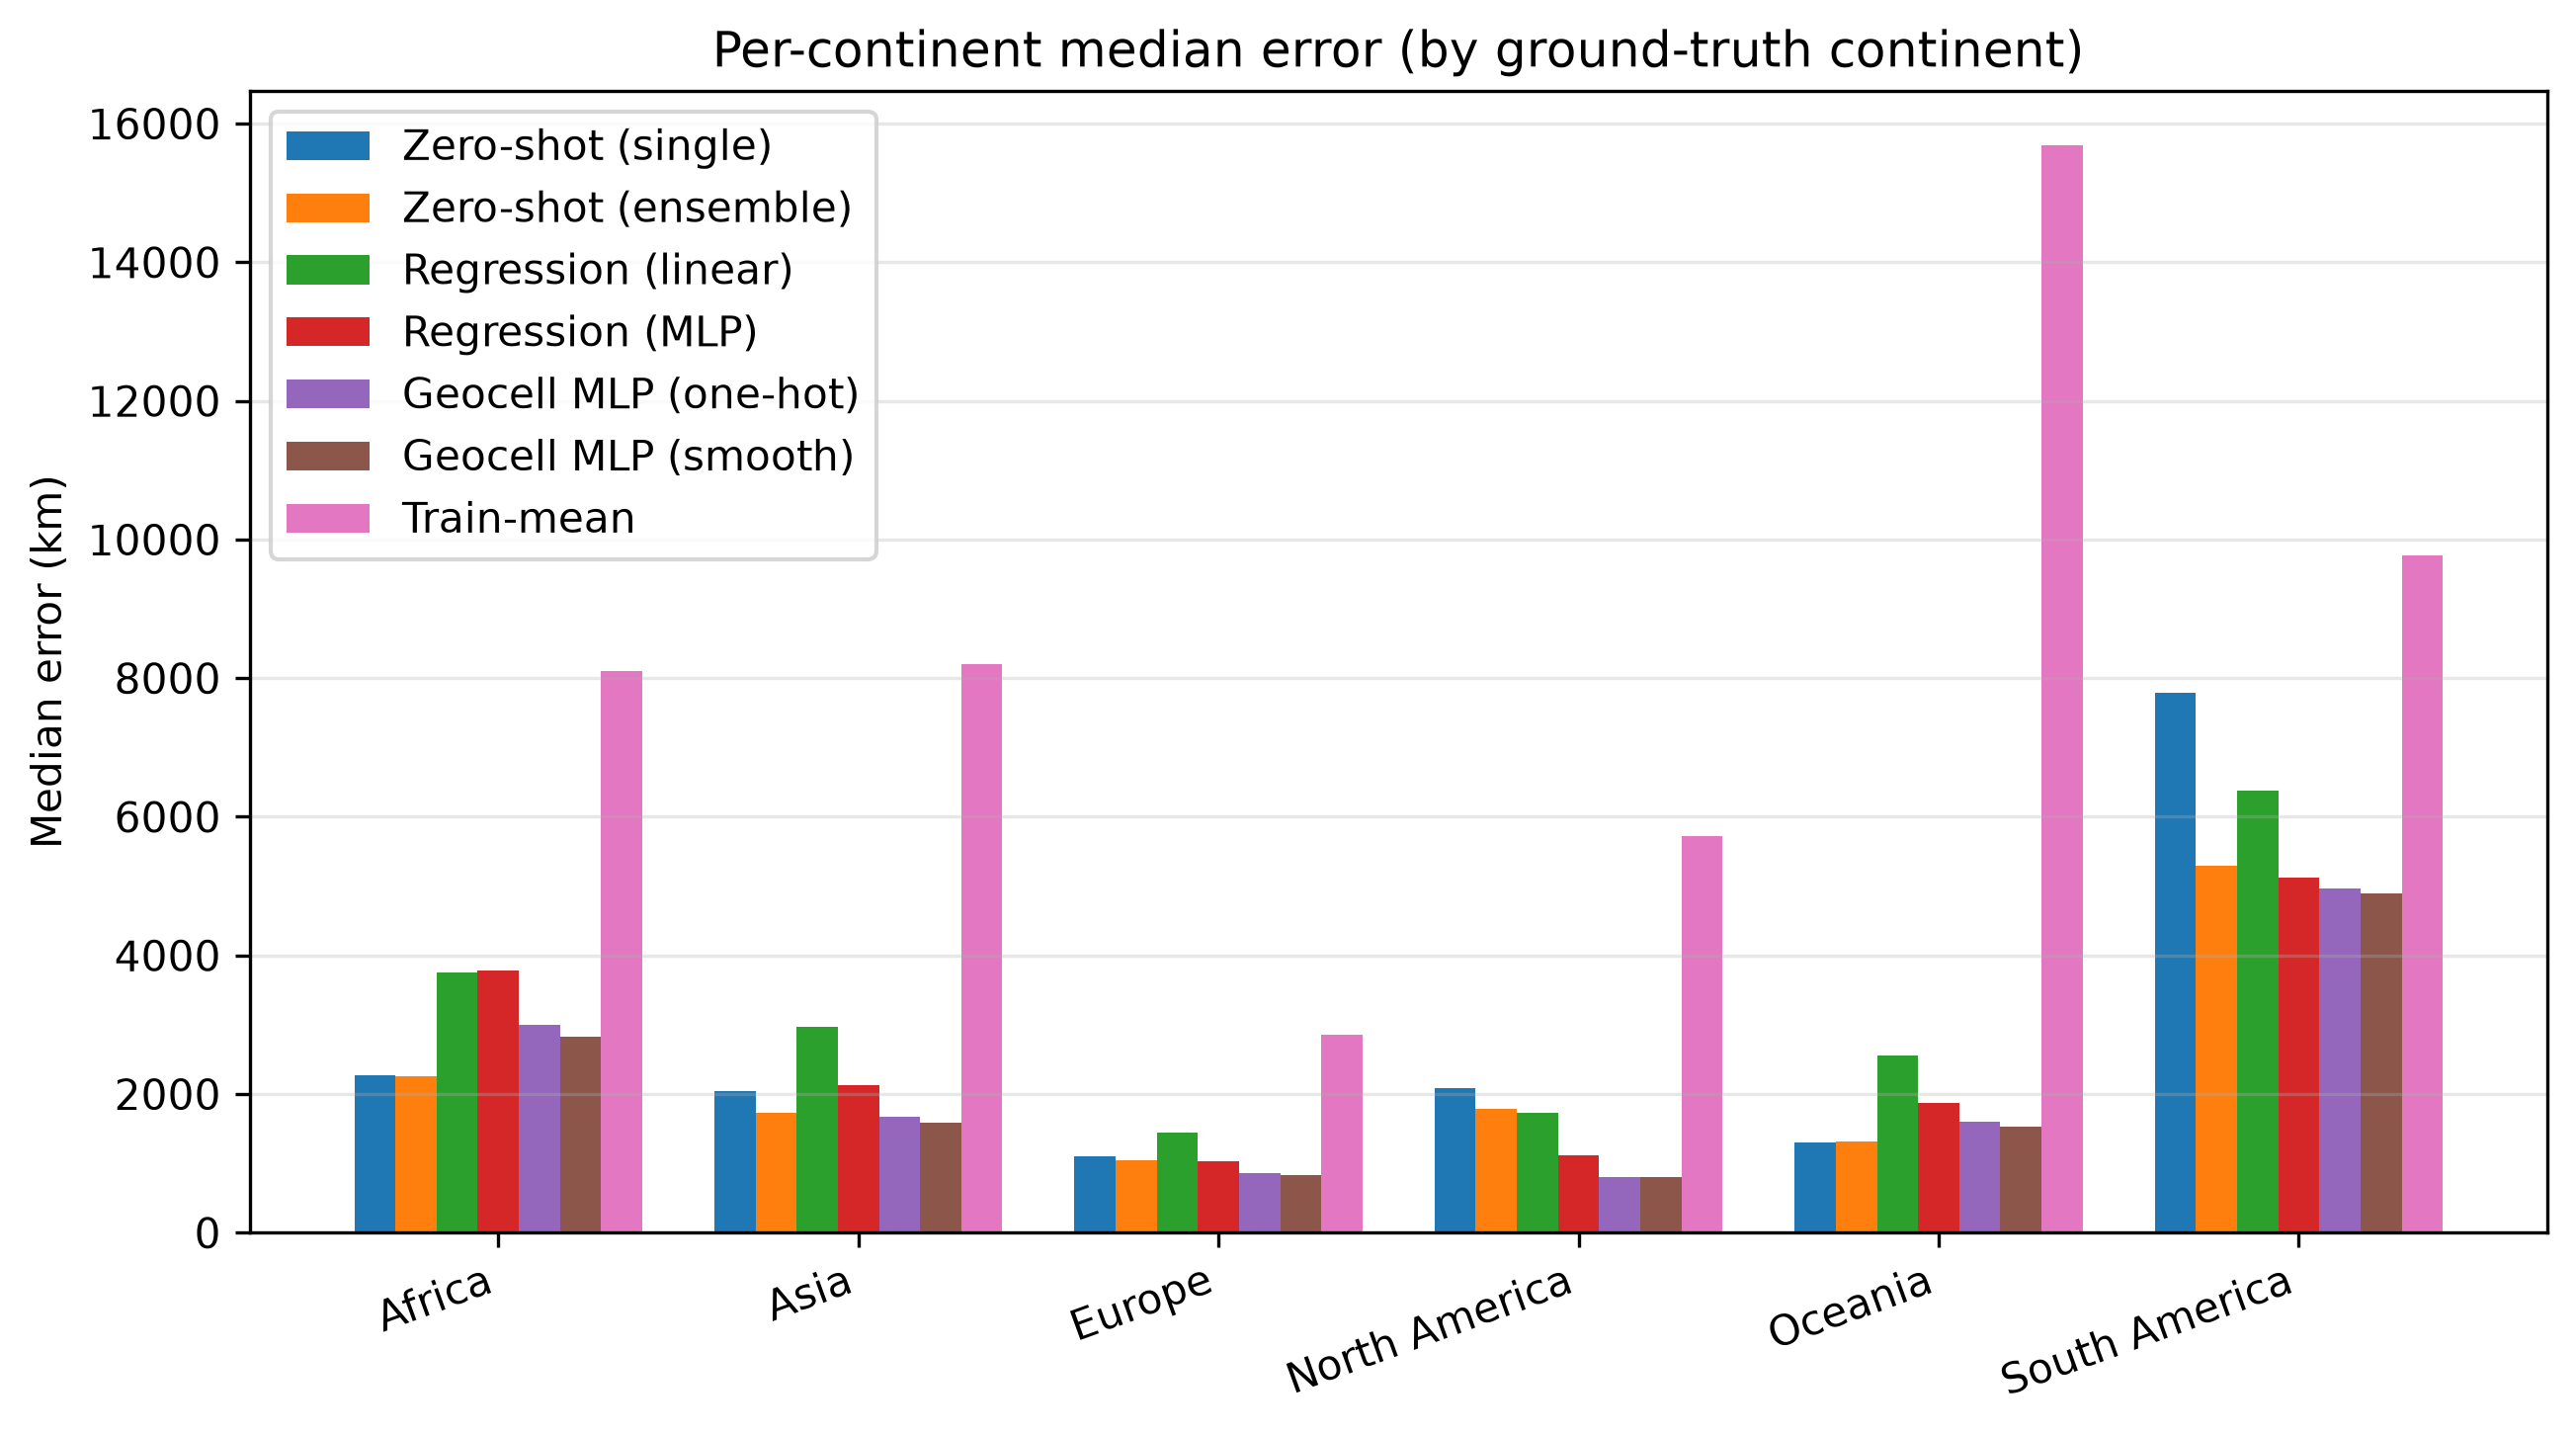 Per-continent median error (by ground-truth continent)
Median error (km)
16000
14000
12000
10000
8000
6000
4000
2000
0
Zero-shot (single)
Zero-shot (ensemble)
Regression (linear)
Regression (MLP)
Geocell MLP (one-hot)
Geocell MLP (smooth)
Train-mean
Africa
Asia
Europe
North America
Oceania
South America